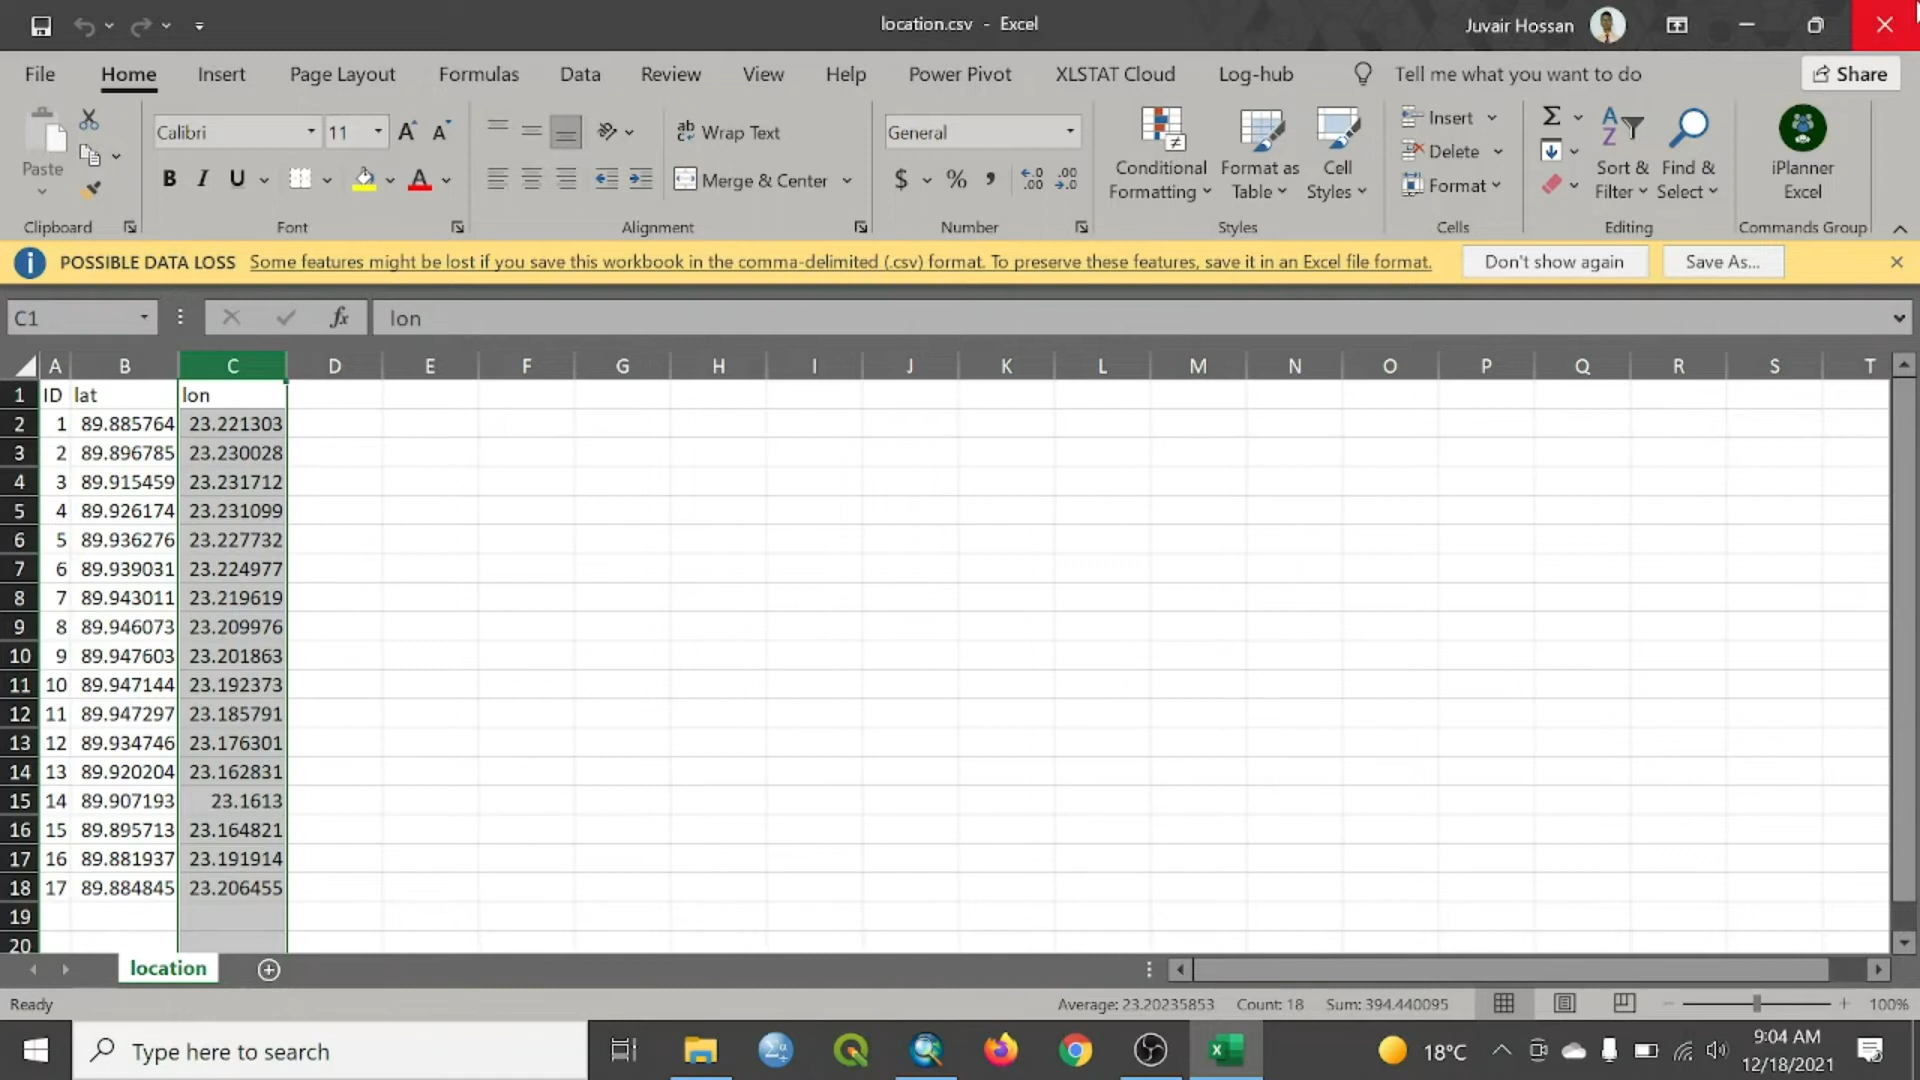 location.csv - Excel
Juvair Hossan
File Home Insert Page Layout Formulas Data Review View Help Power Pivot XLSTAT Cloud Log-hub Tell me what you want to do Share
Paste
Clipboard
Calibri 11
B I U
Font
Wrap Text
Merge & Center
Alignment
General
$ % ,
Number
Conditional Formatting
Format as Table
Cell Styles
Styles
Insert
Delete
Format
Cells
Sort & Filter
Find & Select
Editing
iPlanner Excel
Commands Group
POSSIBLE DATA LOSS Some features might be lost if you save this workbook in the comma-delimited (.csv) format. To preserve these features, save it in an Excel file format. Don't show again Save As...
C1 fx lon
A B C D E F G H I J K L M N O P Q R S T
1 ID lat lon
2 1 89.885764 23.221303
3 2 89.896785 23.230028
4 3 89.915459 23.231712
5 4 89.926174 23.231099
6 5 89.936276 23.227732
7 6 89.939031 23.224977
8 7 89.943011 23.219619
9 8 89.946073 23.209976
10 9 89.947603 23.201863
11 10 89.947144 23.192373
12 11 89.947297 23.185791
13 12 89.934746 23.176301
14 13 89.920204 23.162831
15 14 89.907193 23.1613
16 15 89.895713 23.164821
17 16 89.881937 23.191914
18 17 89.884845 23.206455
19
20
location
Ready Average: 23.20235853 Count: 18 Sum: 394.440095 100%
Type here to search
18°C
9:04 AM
12/18/2021